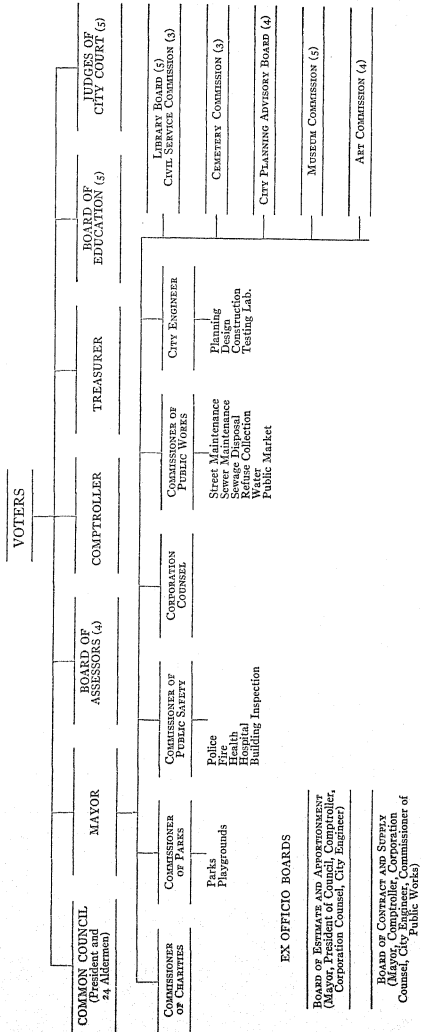 VOTERS
COMMON COUNCIL
(President and
24 Aldermen)
MAYOR
BOARD OF
ASSESSORS (4)
COMPTROLLER
TREASURER
BOARD OF
EDUCATION (5)
JUDGES OF
CITY COURT (5)
COMMISSIONER
OF CHARITIES
COMMISSIONER
OF PARKS
Parks
Playgrounds
COMMISSIONER OF
PUBLIC SAFETY
Police
Fire
Health
Hospital
Building Inspection
CORPORATION
COUNSEL
COMMISSIONER OF
PUBLIC WORKS
Street Maintenance
Sewer Maintenance
Sewage Disposal
Refuse Collection
Water
Public Market
CITY ENGINEER
Planning
Design
Construction
Testing Lab.
LIBRARY BOARD (5)
CIVIL SERVICE COMMISSION (3)
CEMETERY COMMISSION (3)
CITY PLANNING ADVISORY BOARD (4)
MUSEUM COMMISSION (5)
ART COMMISSION (4)
EX OFFICIO BOARDS
BOARD OF ESTIMATE AND APPORTIONMENT
(Mayor, President of Council, Comptroller,
Corporation Counsel, City Engineer)
BOARD OF CONTRACT AND SUPPLY
(Mayor, Comptroller, Corporation
Counsel, City Engineer, Commissioner of
Public Works)